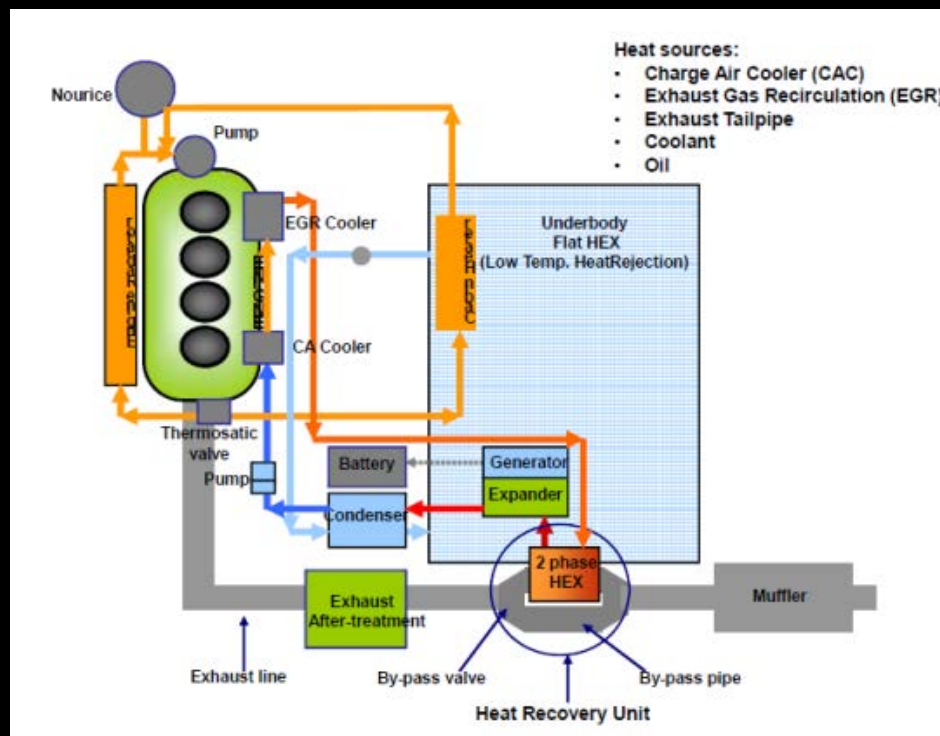 Heat sources:
• Charge Air Cooler (CAC)
• Exhaust Gas Recirculation (EGR)
• Exhaust Tailpipe
• Coolant
• Oil
Nourice
Pump
EGR Cooler
Underbody
Flat HEX
(Low Temp. HeatRejection)
CA Cooler
Thermosatic
valve
Pump
Battery
Generator
Expander
Condenser
2 phase
HEX
Exhaust
After-treatment
Muffler
Exhaust line
By-pass valve
By-pass pipe
Heat Recovery Unit